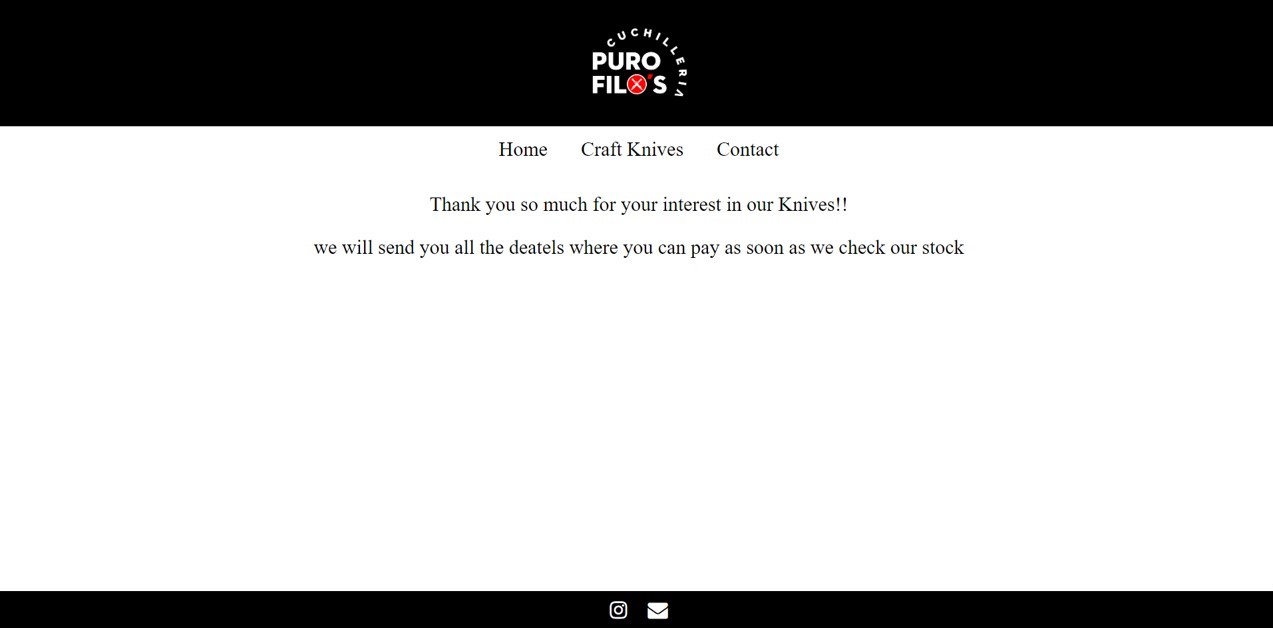 CUCHILLERIA
PURO
FILO'S
Home Craft Knives Contact
Thank you so much for your interest in our Knives!!
we will send you all the deatels where you can pay as soon as we check our stock